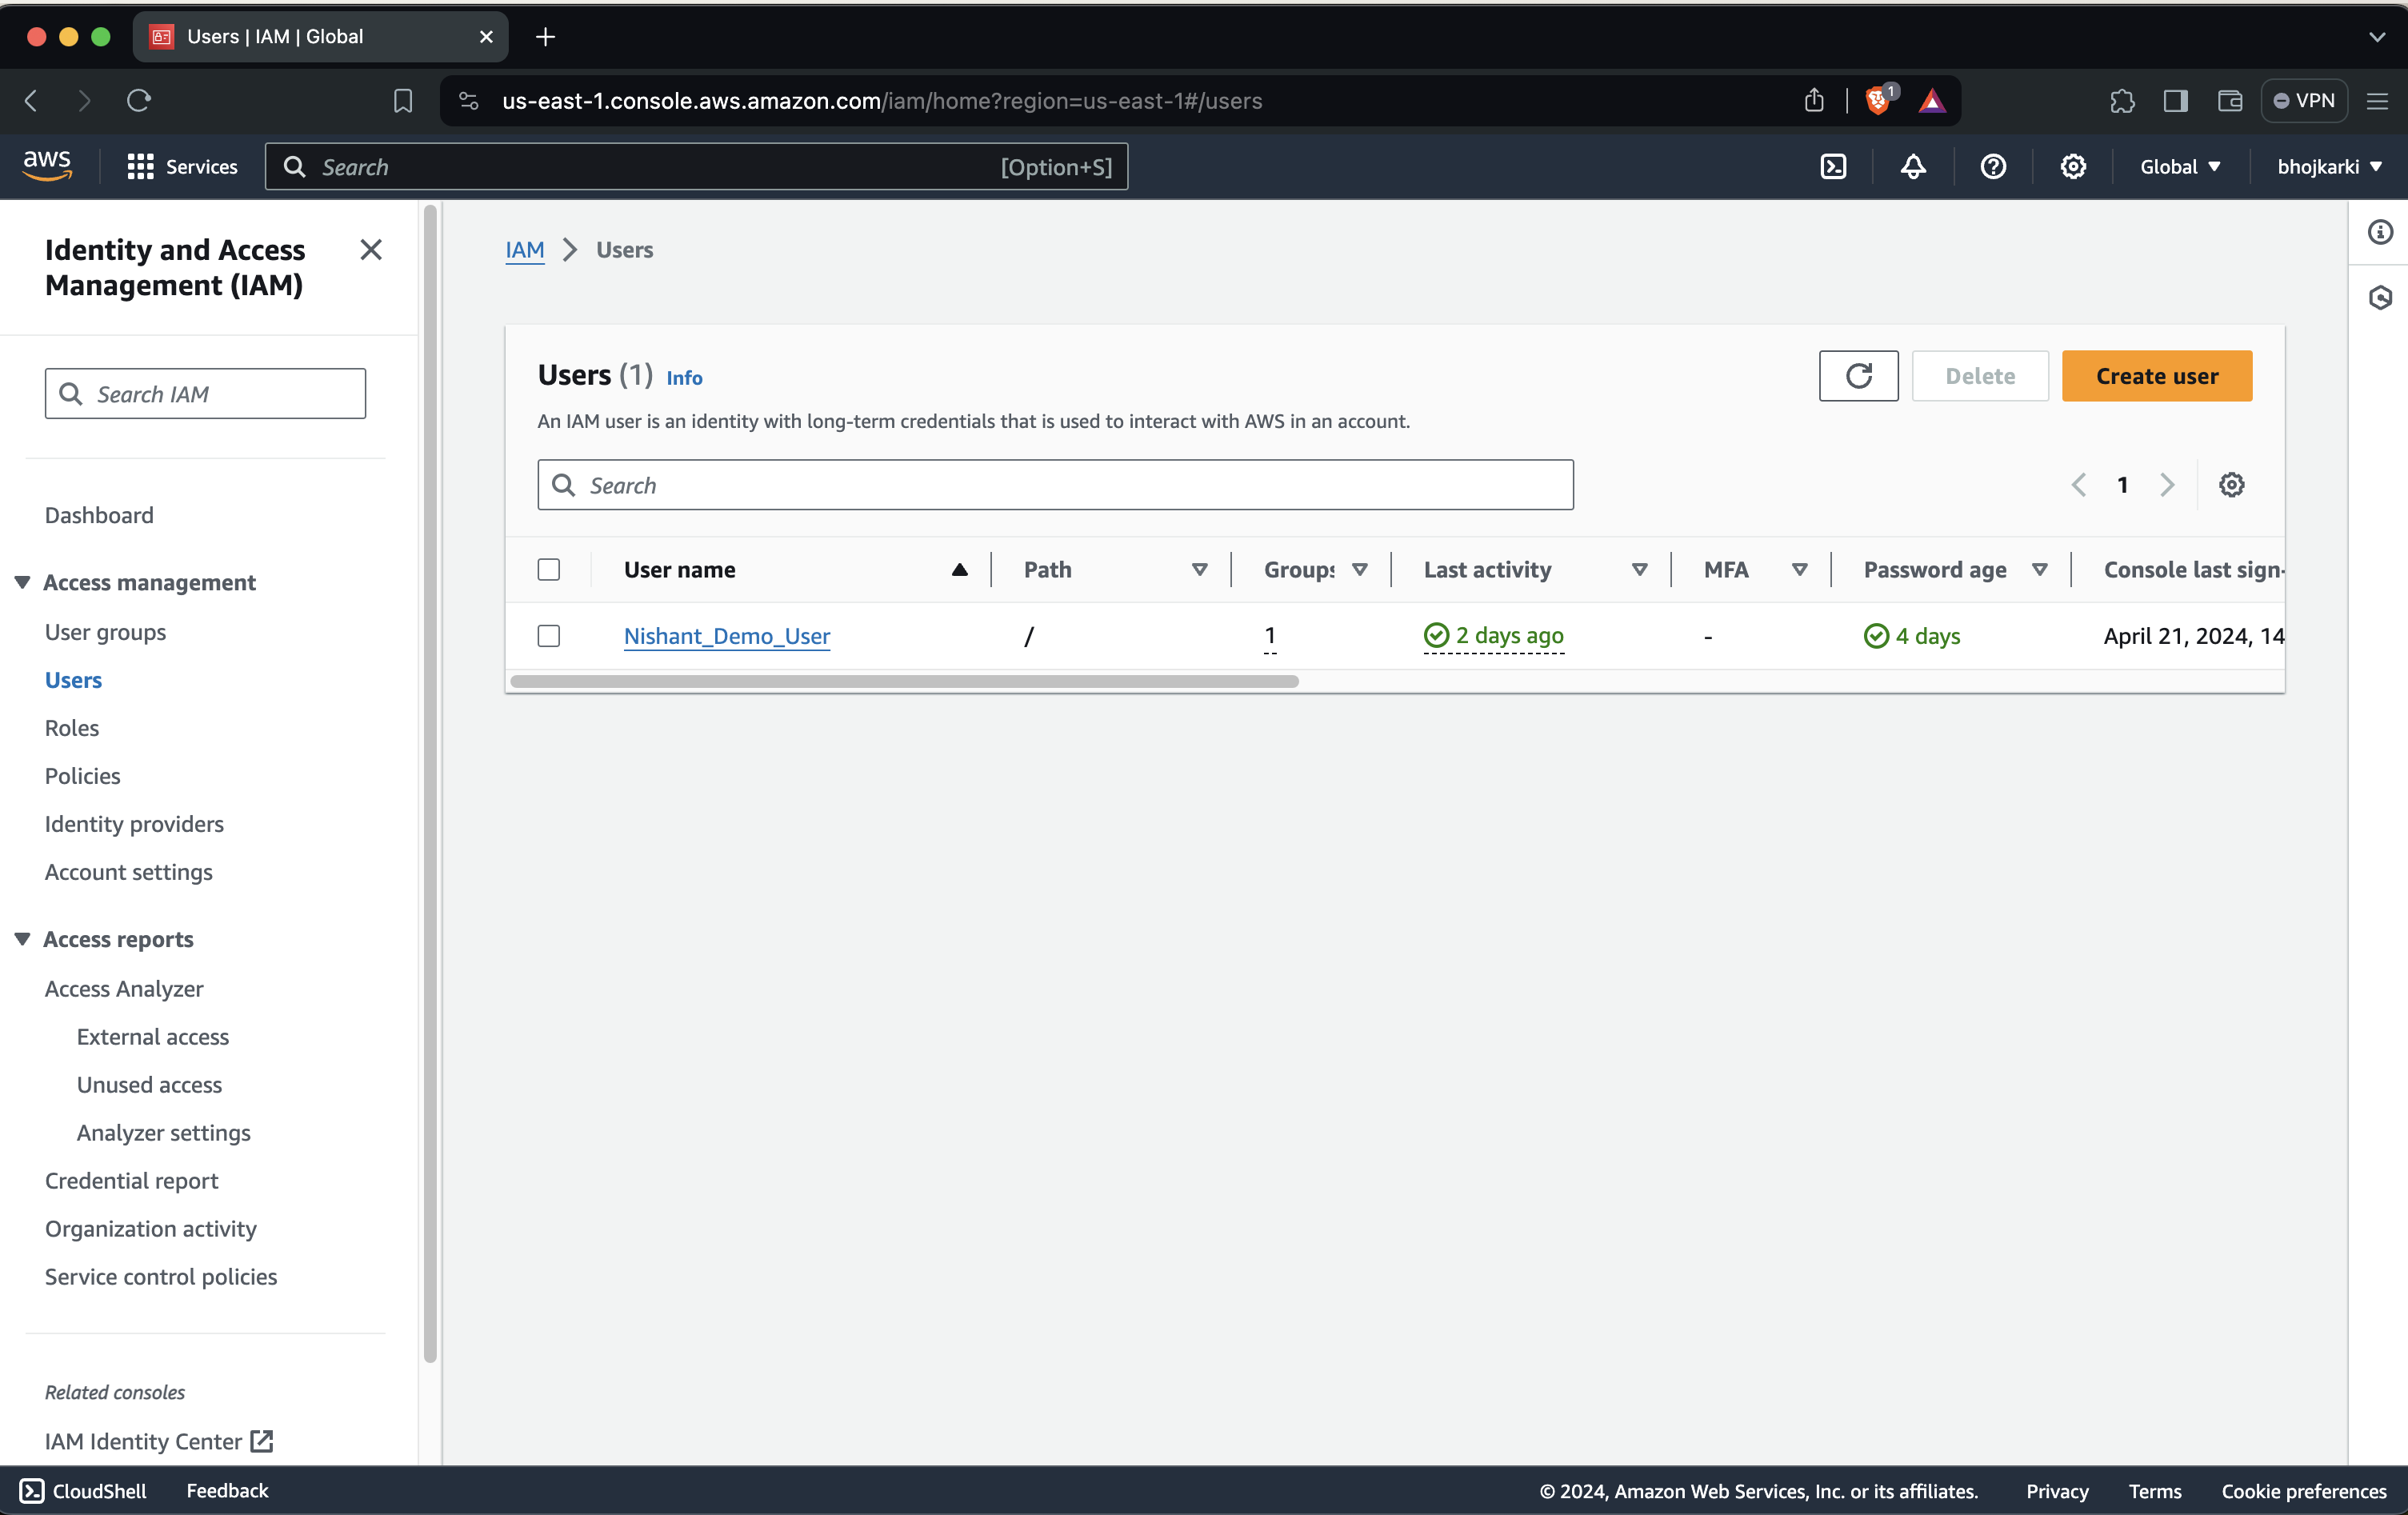 Users | IAM | Global
us-east-1.console.aws.amazon.com/iam/home?region=us-east-1#/users
1
VPN
aws
Services
Search
[Option+S]
Global
bhojkarki
Identity and Access
Management (IAM)
Search IAM
Dashboard
Access management
User groups
Users
Roles
Policies
Identity providers
Account settings
Access reports
Access Analyzer
External access
Unused access
Analyzer settings
Credential report
Organization activity
Service control policies
Related consoles
IAM Identity Center
IAM > Users
Users (1) Info
Delete
Create user
An IAM user is an identity with long-term credentials that is used to interact with AWS in an account.
Search
1
User name Path Groups Last activity MFA Password age Console last sign-
Nishant_Demo_User / 1 2 days ago - 4 days April 21, 2024, 14
CloudShell
Feedback
© 2024, Amazon Web Services, Inc. or its affiliates.
Privacy
Terms
Cookie preferences